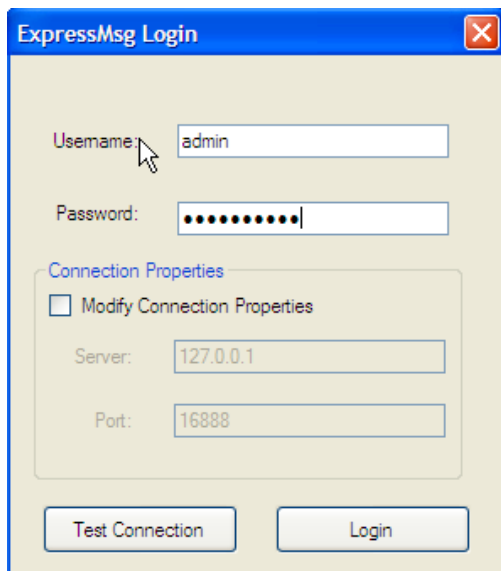 ExpressMsg Login
Username: admin
Password: ●●●●●●●●●●
Connection Properties
Modify Connection Properties
Server: 127.0.0.1
Port: 16888
Test Connection Login